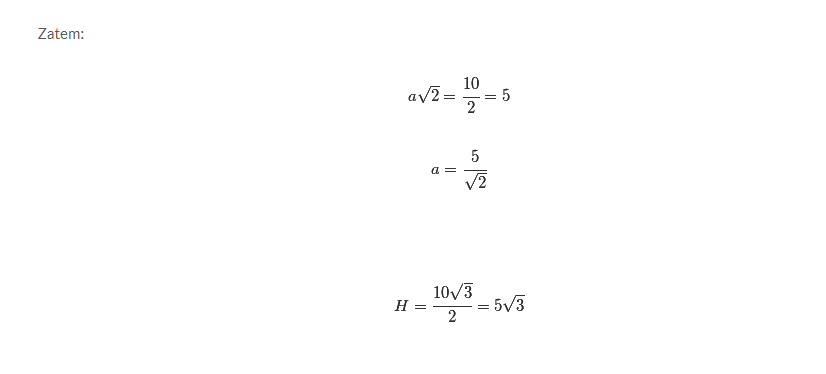 Zatem:
a√2 = 10/2 = 5
a = 5/√2
H = 10√3/2 = 5√3